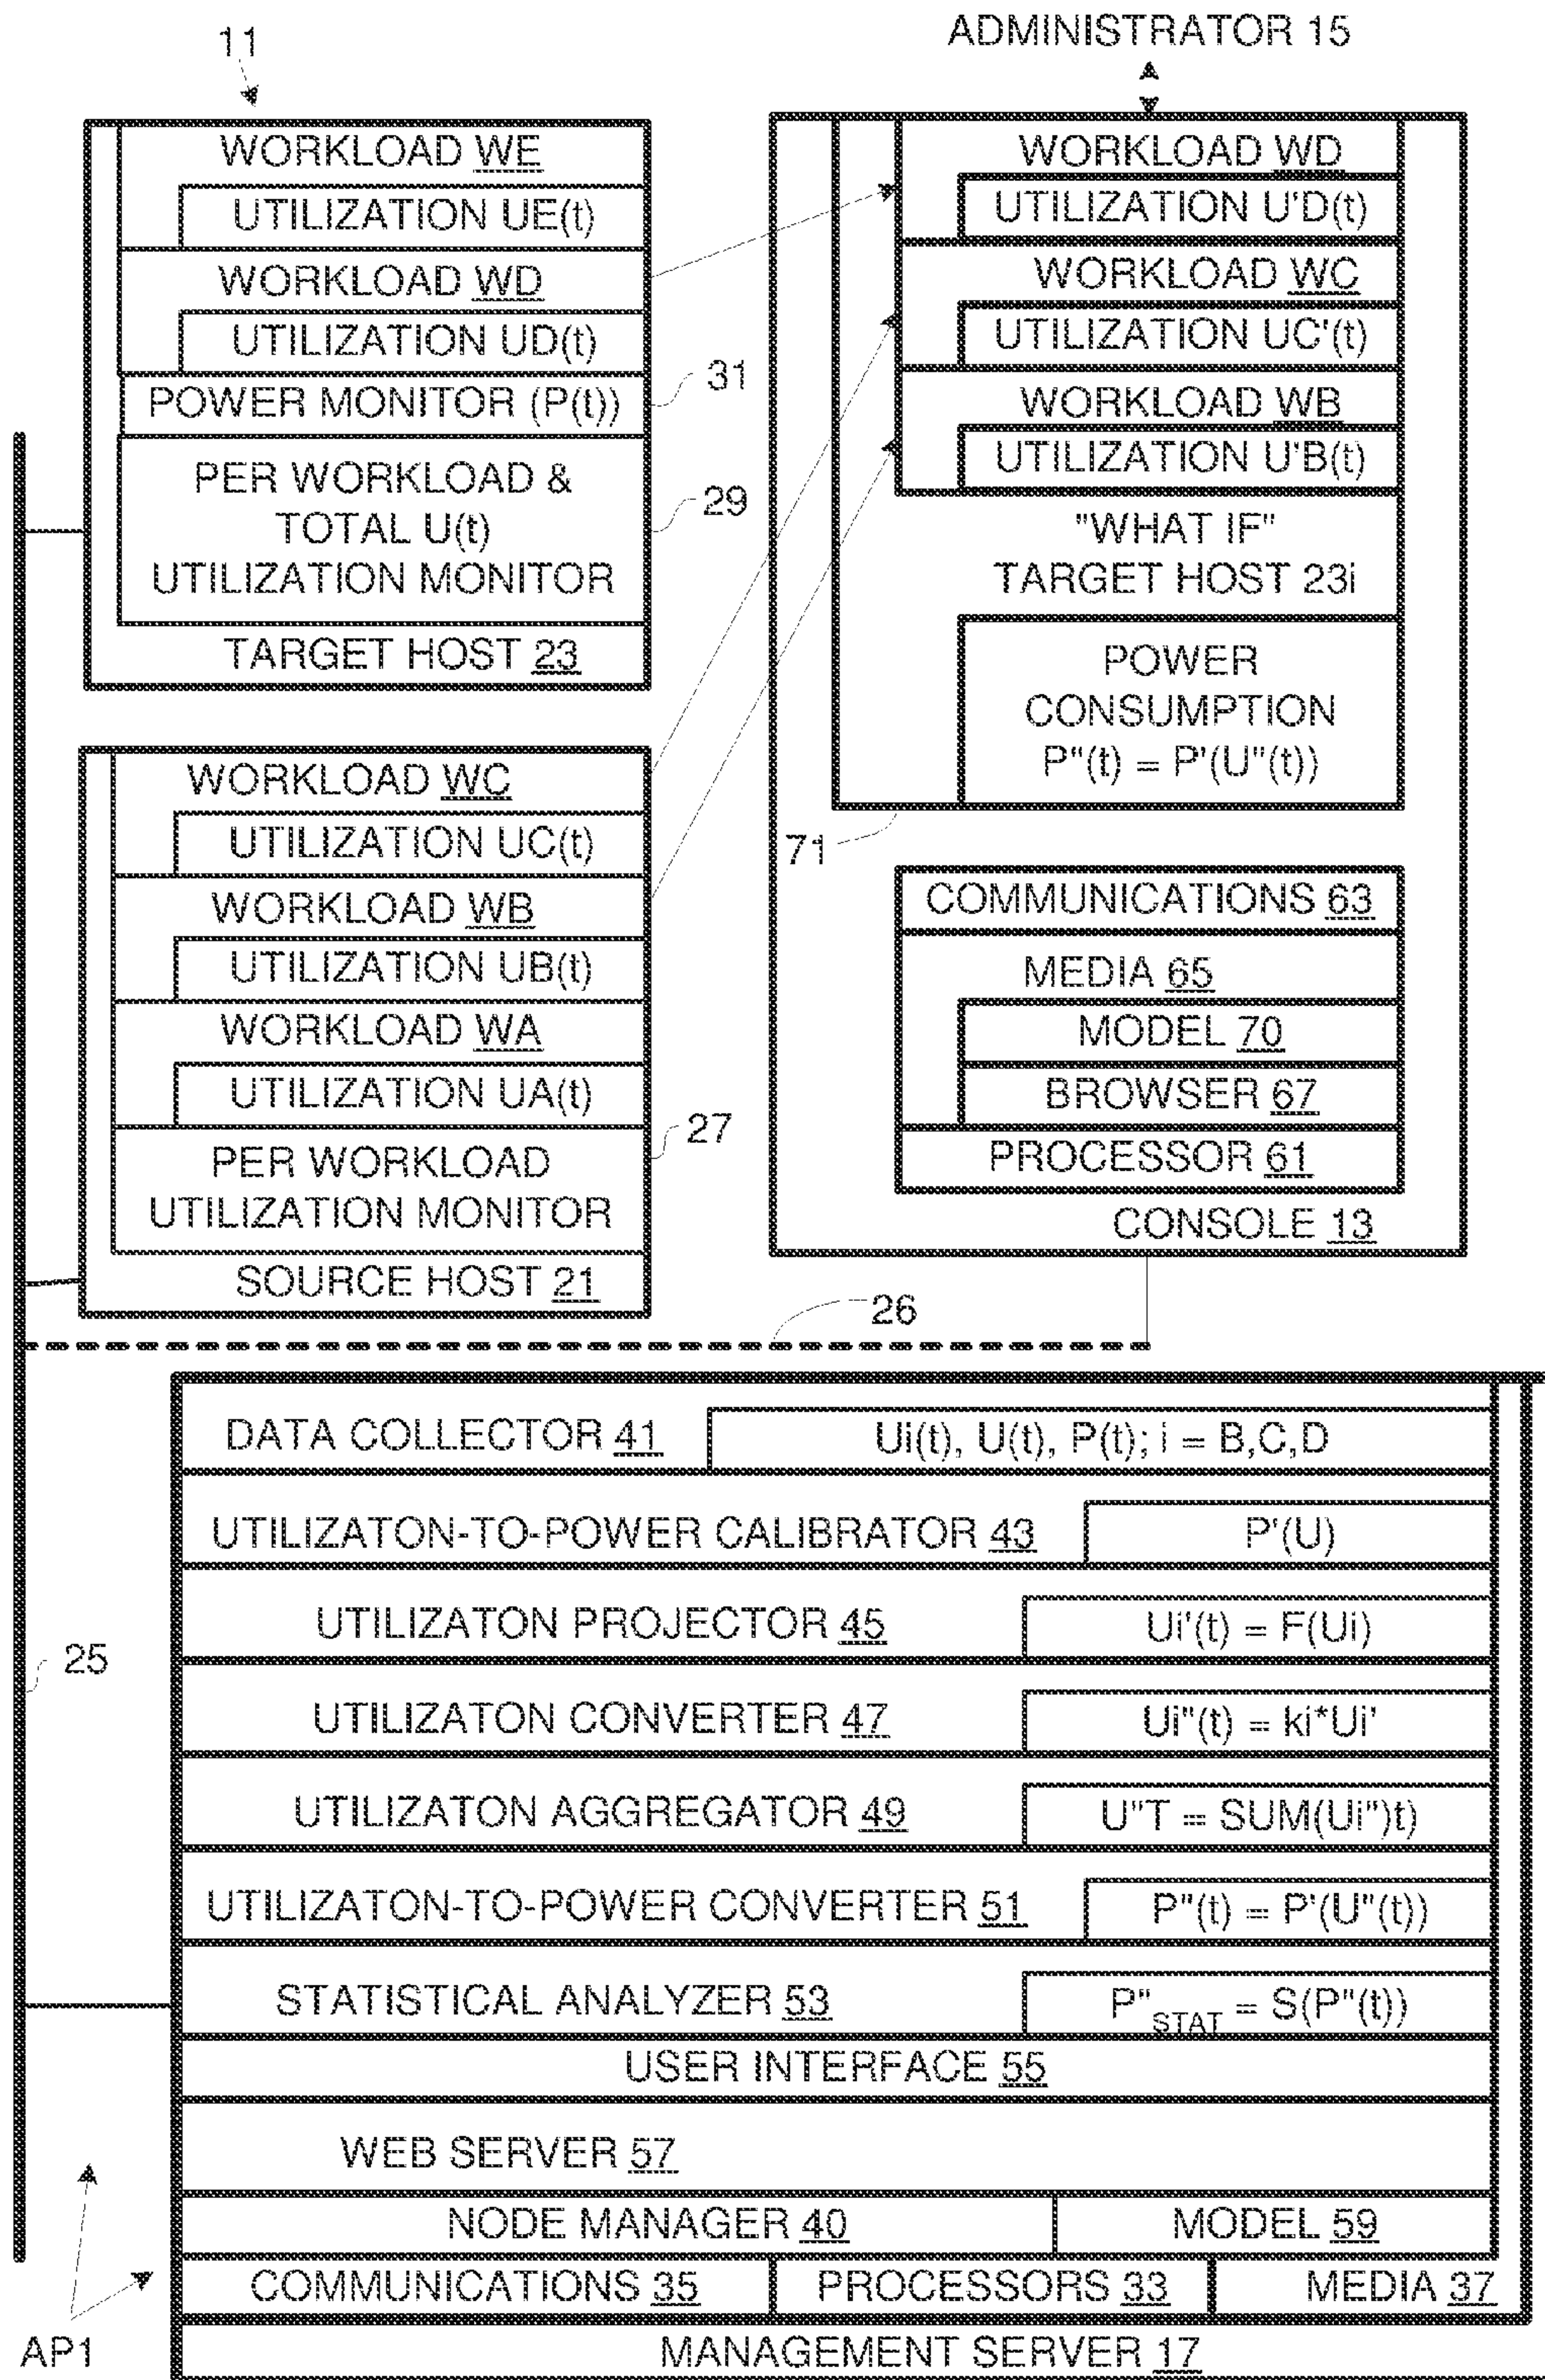 11
ADMINISTRATOR 15
WORKLOAD WE
UTILIZATION UE(t)
WORKLOAD WD
UTILIZATION UD(t)
POWER MONITOR (P(t))
31
PER WORKLOAD &
TOTAL U(t)
UTILIZATION MONITOR
29
TARGET HOST 23
WORKLOAD WC
UTILIZATION UC(t)
WORKLOAD WB
UTILIZATION UB(t)
WORKLOAD WA
UTILIZATION UA(t)
PER WORKLOAD
UTILIZATION MONITOR
27
SOURCE HOST 21
WORKLOAD WD
UTILIZATION U'D(t)
WORKLOAD WC
UTILIZATION UC'(t)
WORKLOAD WB
UTILIZATION U'B(t)
"WHAT IF"
TARGET HOST 23i
POWER
CONSUMPTION
P"(t) = P'(U"(t))
71
COMMUNICATIONS 63
MEDIA 65
MODEL 70
BROWSER 67
PROCESSOR 61
CONSOLE 13
26
25
DATA COLLECTOR 41
Ui(t), U(t), P(t); i = B,C,D
UTILIZATON-TO-POWER CALIBRATOR 43
P'(U)
UTILIZATON PROJECTOR 45
Ui'(t) = F(Ui)
UTILIZATON CONVERTER 47
Ui"(t) = ki*Ui'
UTILIZATON AGGREGATOR 49
U"T = SUM(Ui")t)
UTILIZATON-TO-POWER CONVERTER 51
P"(t) = P'(U"(t))
STATISTICAL ANALYZER 53
P"STAT = S(P"(t))
USER INTERFACE 55
WEB SERVER 57
NODE MANAGER 40
MODEL 59
COMMUNICATIONS 35
PROCESSORS 33
MEDIA 37
AP1
MANAGEMENT SERVER 17